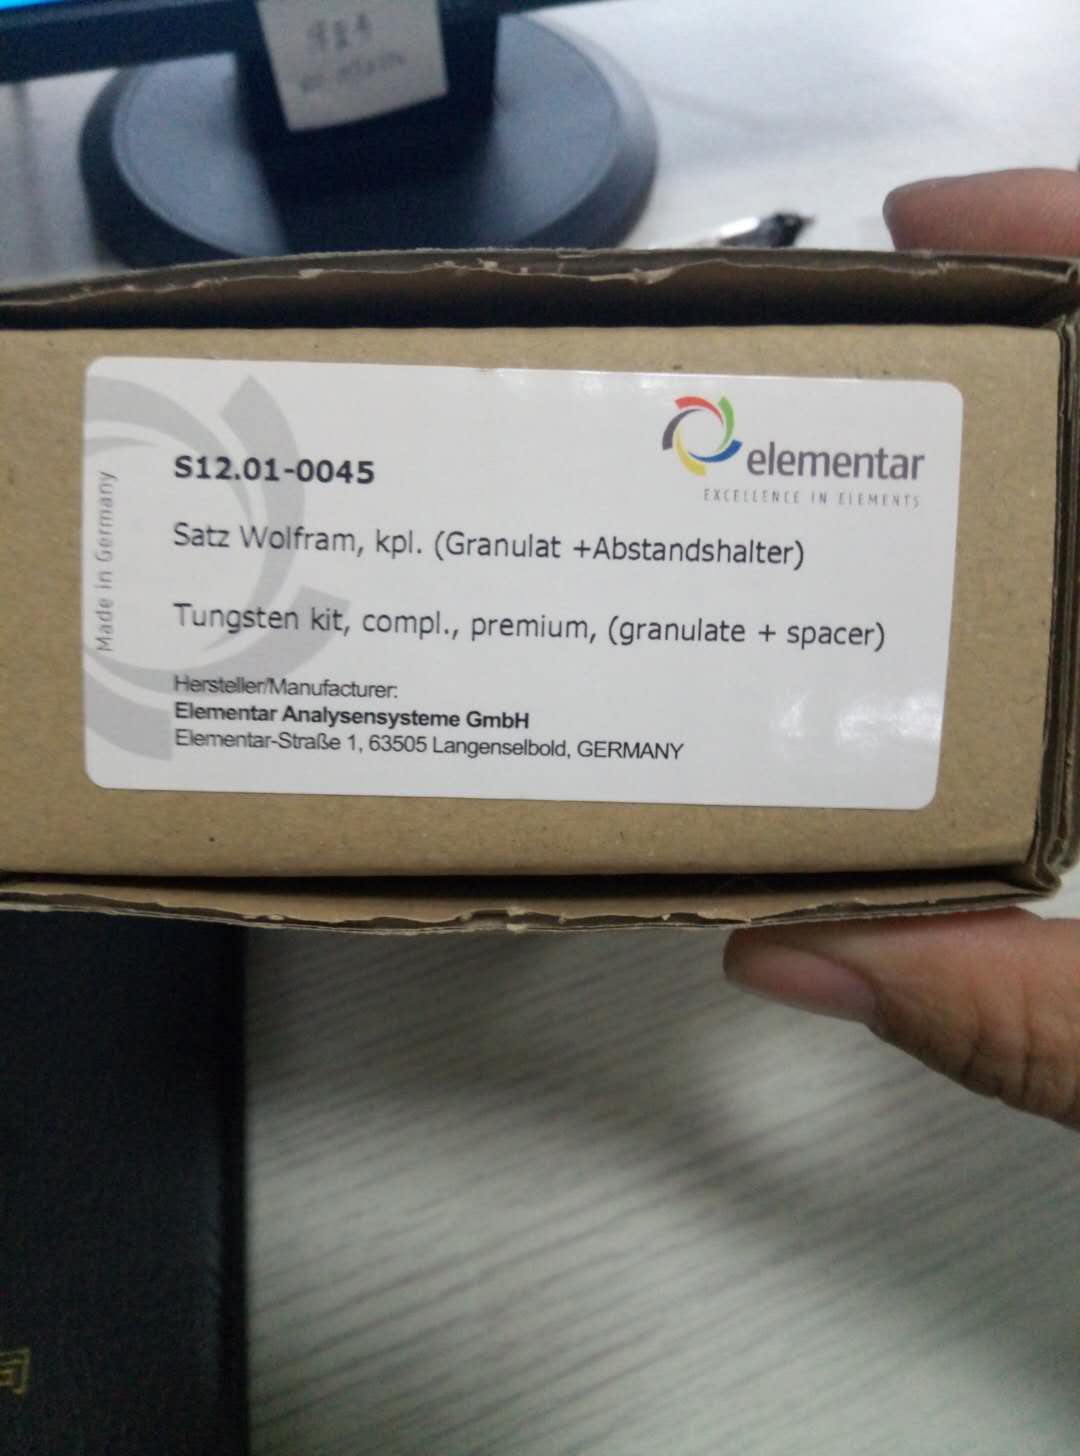 S12.01-0045
elementar
EXCELLENCE IN ELEMENTS
Satz Wolfram, kpl. (Granulat +Abstandshalter)
Tungsten kit, compl., premium, (granulate + spacer)
Hersteller/Manufacturer:
Elementar Analysensysteme GmbH
Elementar-Straße 1, 63505 Langenselbold, GERMANY
Made in Germany